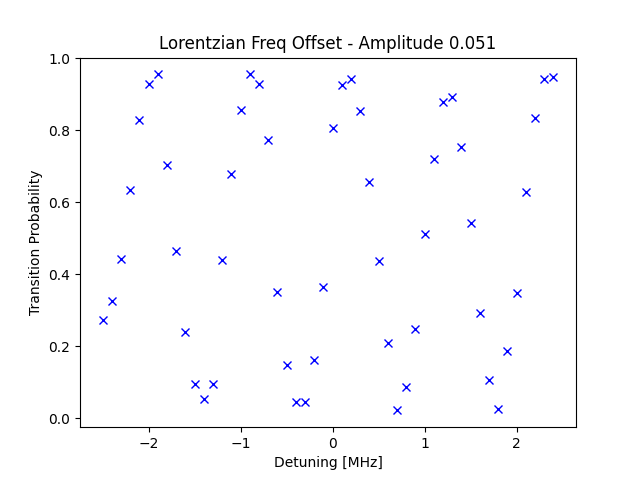 Lorentzian Freq Offset - Amplitude 0.051
Transition Probability
1.0
0.8
0.6
0.4
0.2
0.0
−2 −1 0 1 2
Detuning [MHz]